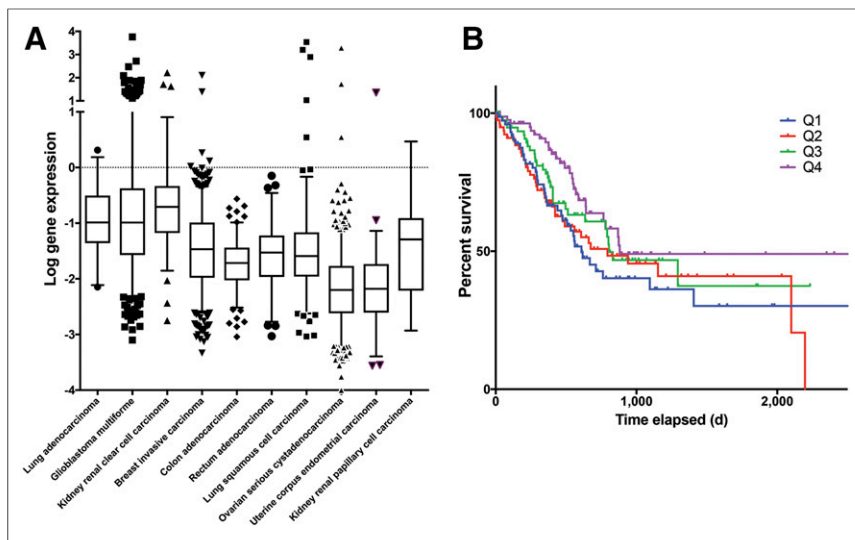 A
Log gene expression
4
3
2
1
1
0
-1
-2
-3
-4
Lung adenocarcinoma
Glioblastoma multiforme
Kidney renal clear cell carcinoma
Breast invasive carcinoma
Colon adenocarcinoma
Rectum adenocarcinoma
Lung squamous cell carcinoma
Ovarian serious cystadenocarcinoma
Uterine corpus endometrial carcinoma
Kidney renal papillary cell carcinoma
B
Percent survival
100
50
0
0
1,000
2,000
Time elapsed (d)
Q1
Q2
Q3
Q4